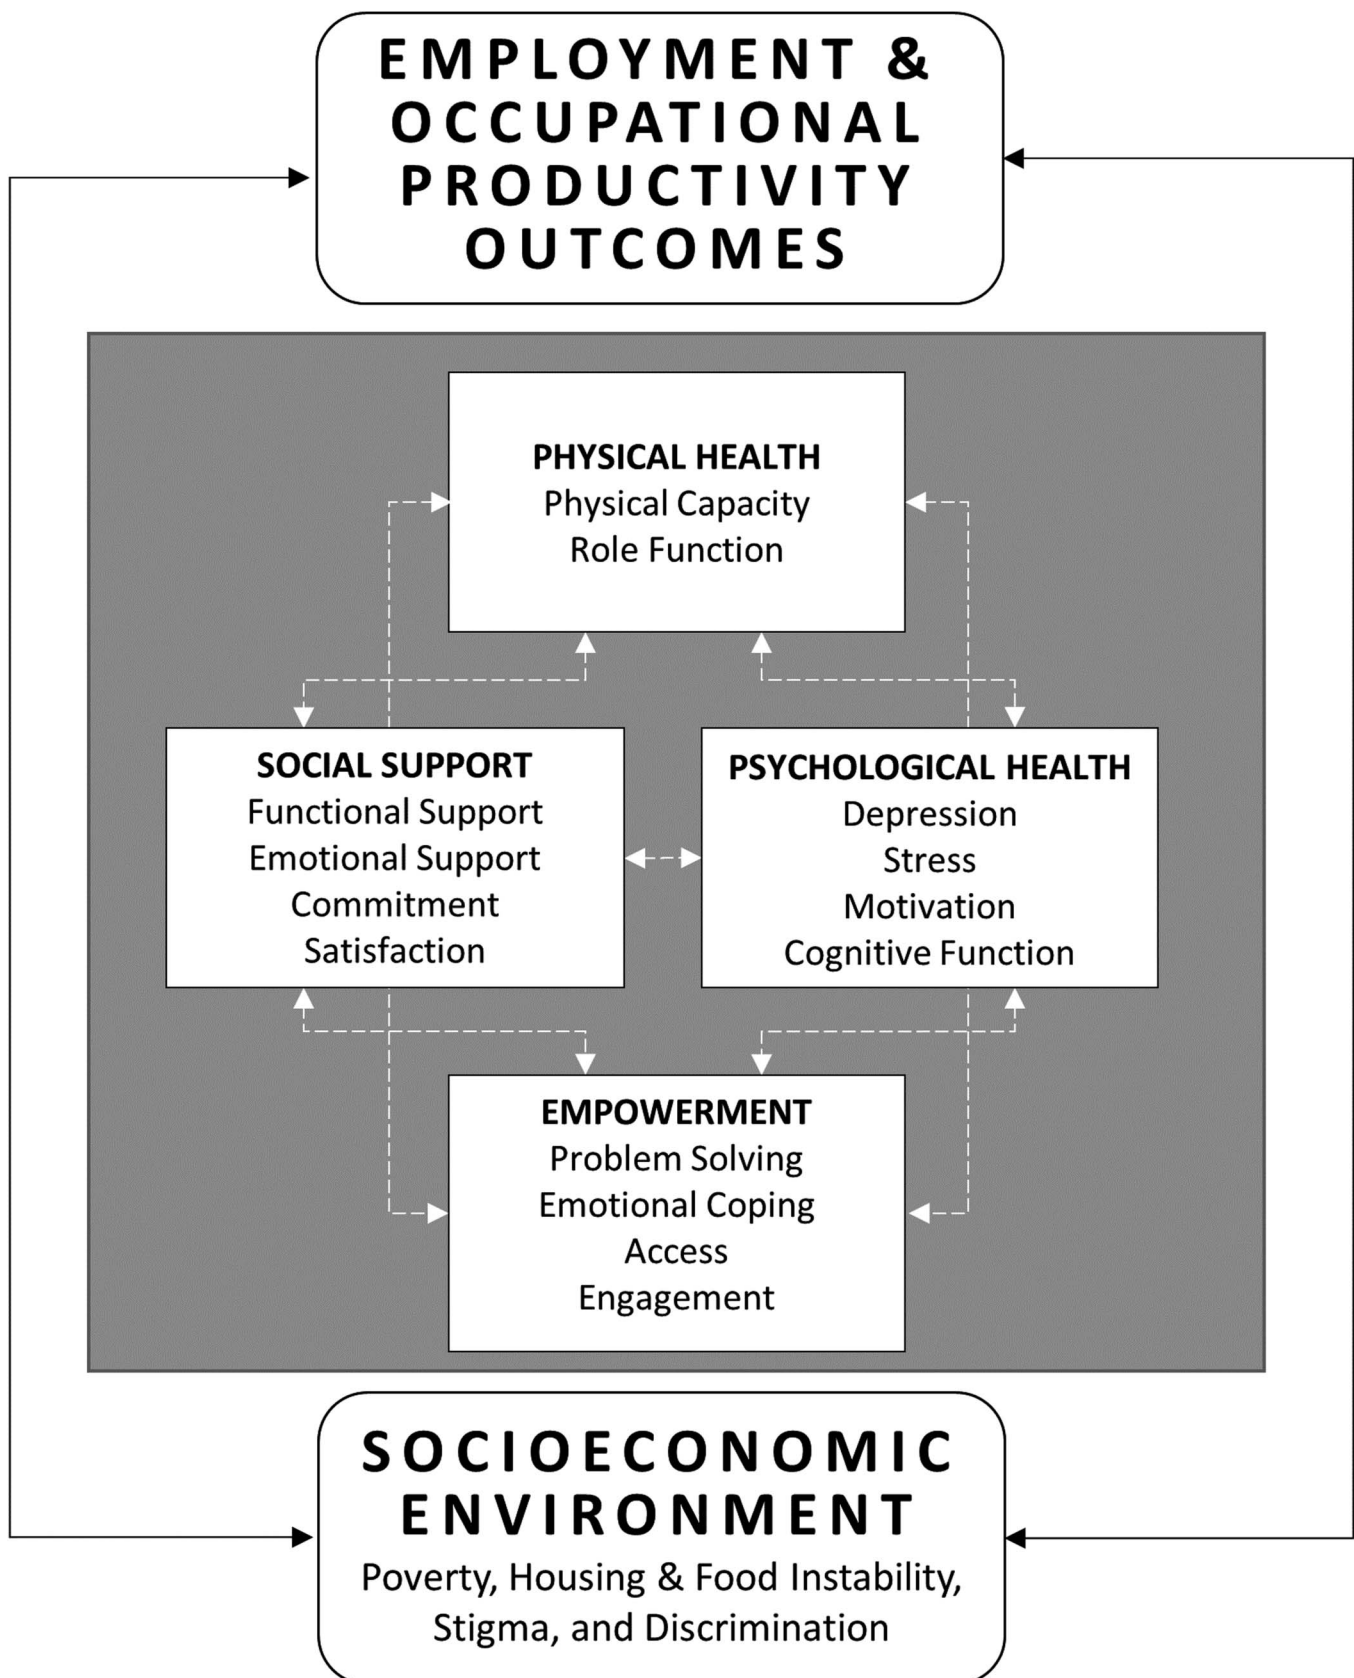 EMPLOYMENT &
OCCUPATIONAL
PRODUCTIVITY
OUTCOMES
PHYSICAL HEALTH
Physical Capacity
Role Function
SOCIAL SUPPORT
Functional Support
Emotional Support
Commitment
Satisfaction
PSYCHOLOGICAL HEALTH
Depression
Stress
Motivation
Cognitive Function
EMPOWERMENT
Problem Solving
Emotional Coping
Access
Engagement
SOCIOECONOMIC
ENVIRONMENT
Poverty, Housing & Food Instability,
Stigma, and Discrimination